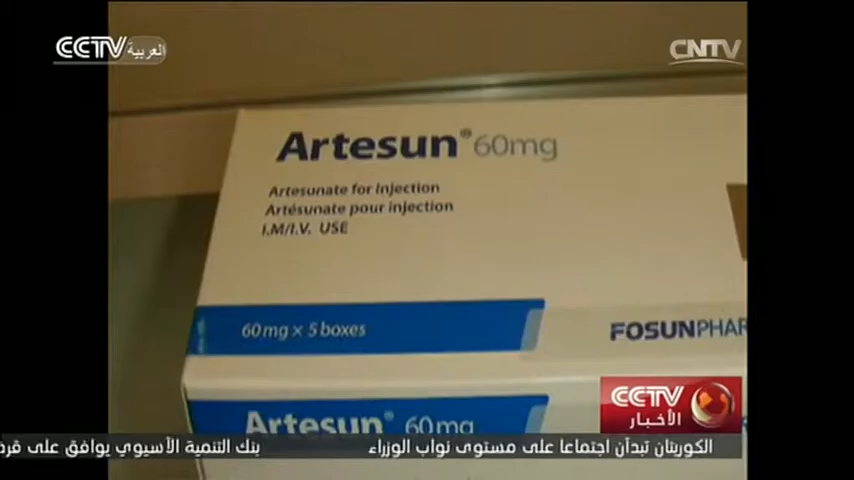 CCTV العربية
CNTV
Artesun® 60mg
Artesunate for injection
Artésunate pour injection
I.M/I.V. USE
60mg × 5 boxes
FOSUNPHAR
Artesun® 60mg
CCTV
الأخبار
الكوريتان تبدآن اجتماعا على مستوى نواب الوزراء
بنك التنمية الآسيوي يوافق على قرض